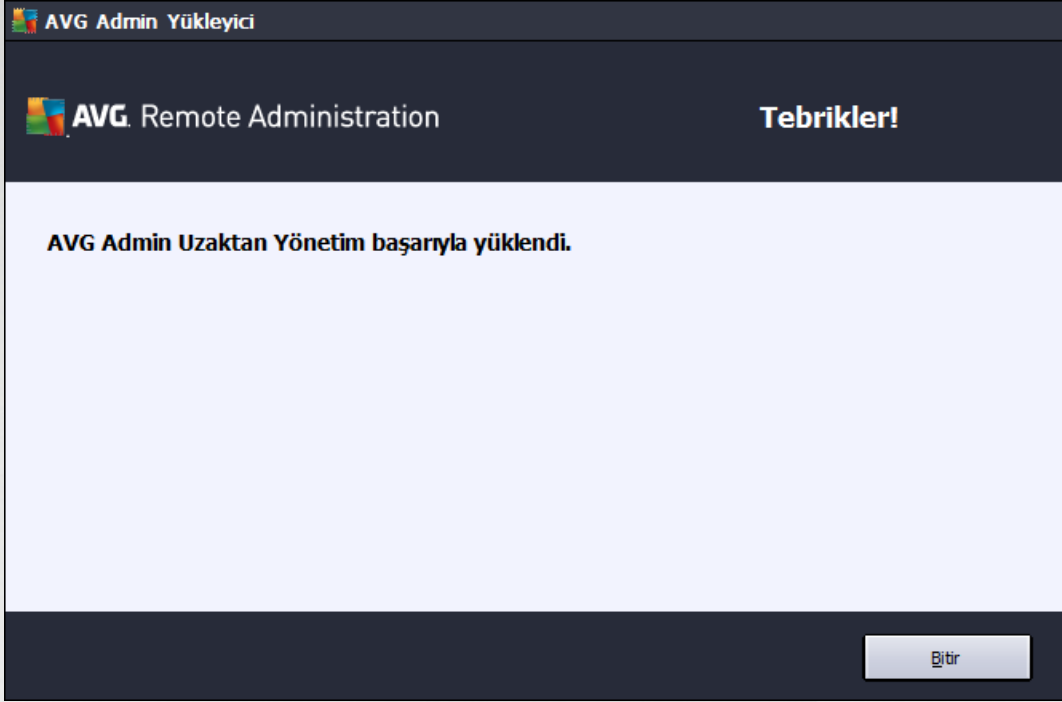 AVG Admin Yükleyici
AVG. Remote Administration
Tebrikler!
AVG Admin Uzaktan Yönetim başarıyla yüklendi.
Bitir